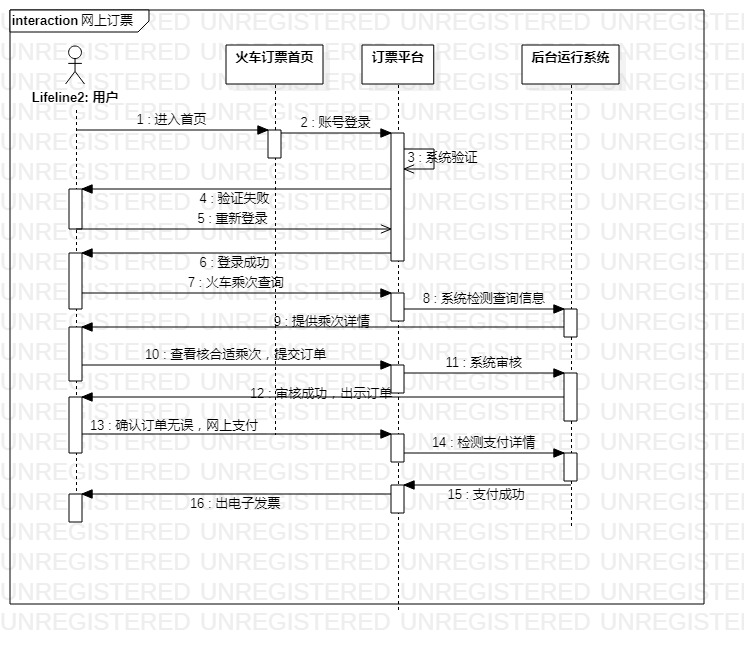 interaction 网上订票
火车订票首页
订票平台
后台运行系统
Lifeline2: 用户
1 : 进入首页
2 : 账号登录
3 : 系统验证
4 : 验证失败
5 : 重新登录
6 : 登录成功
7 : 火车乘次查询
8 : 系统检测查询信息
9 : 提供乘次详情
10 : 查看核合适乘次，提交订单
11 : 系统审核
12 : 审核成功，出示订单
13 : 确认订单无误，网上支付
14 : 检测支付详情
15 : 支付成功
16 : 出电子发票
UNREGISTERED UNREGISTERED UNREGISTERED UNREGISTERED